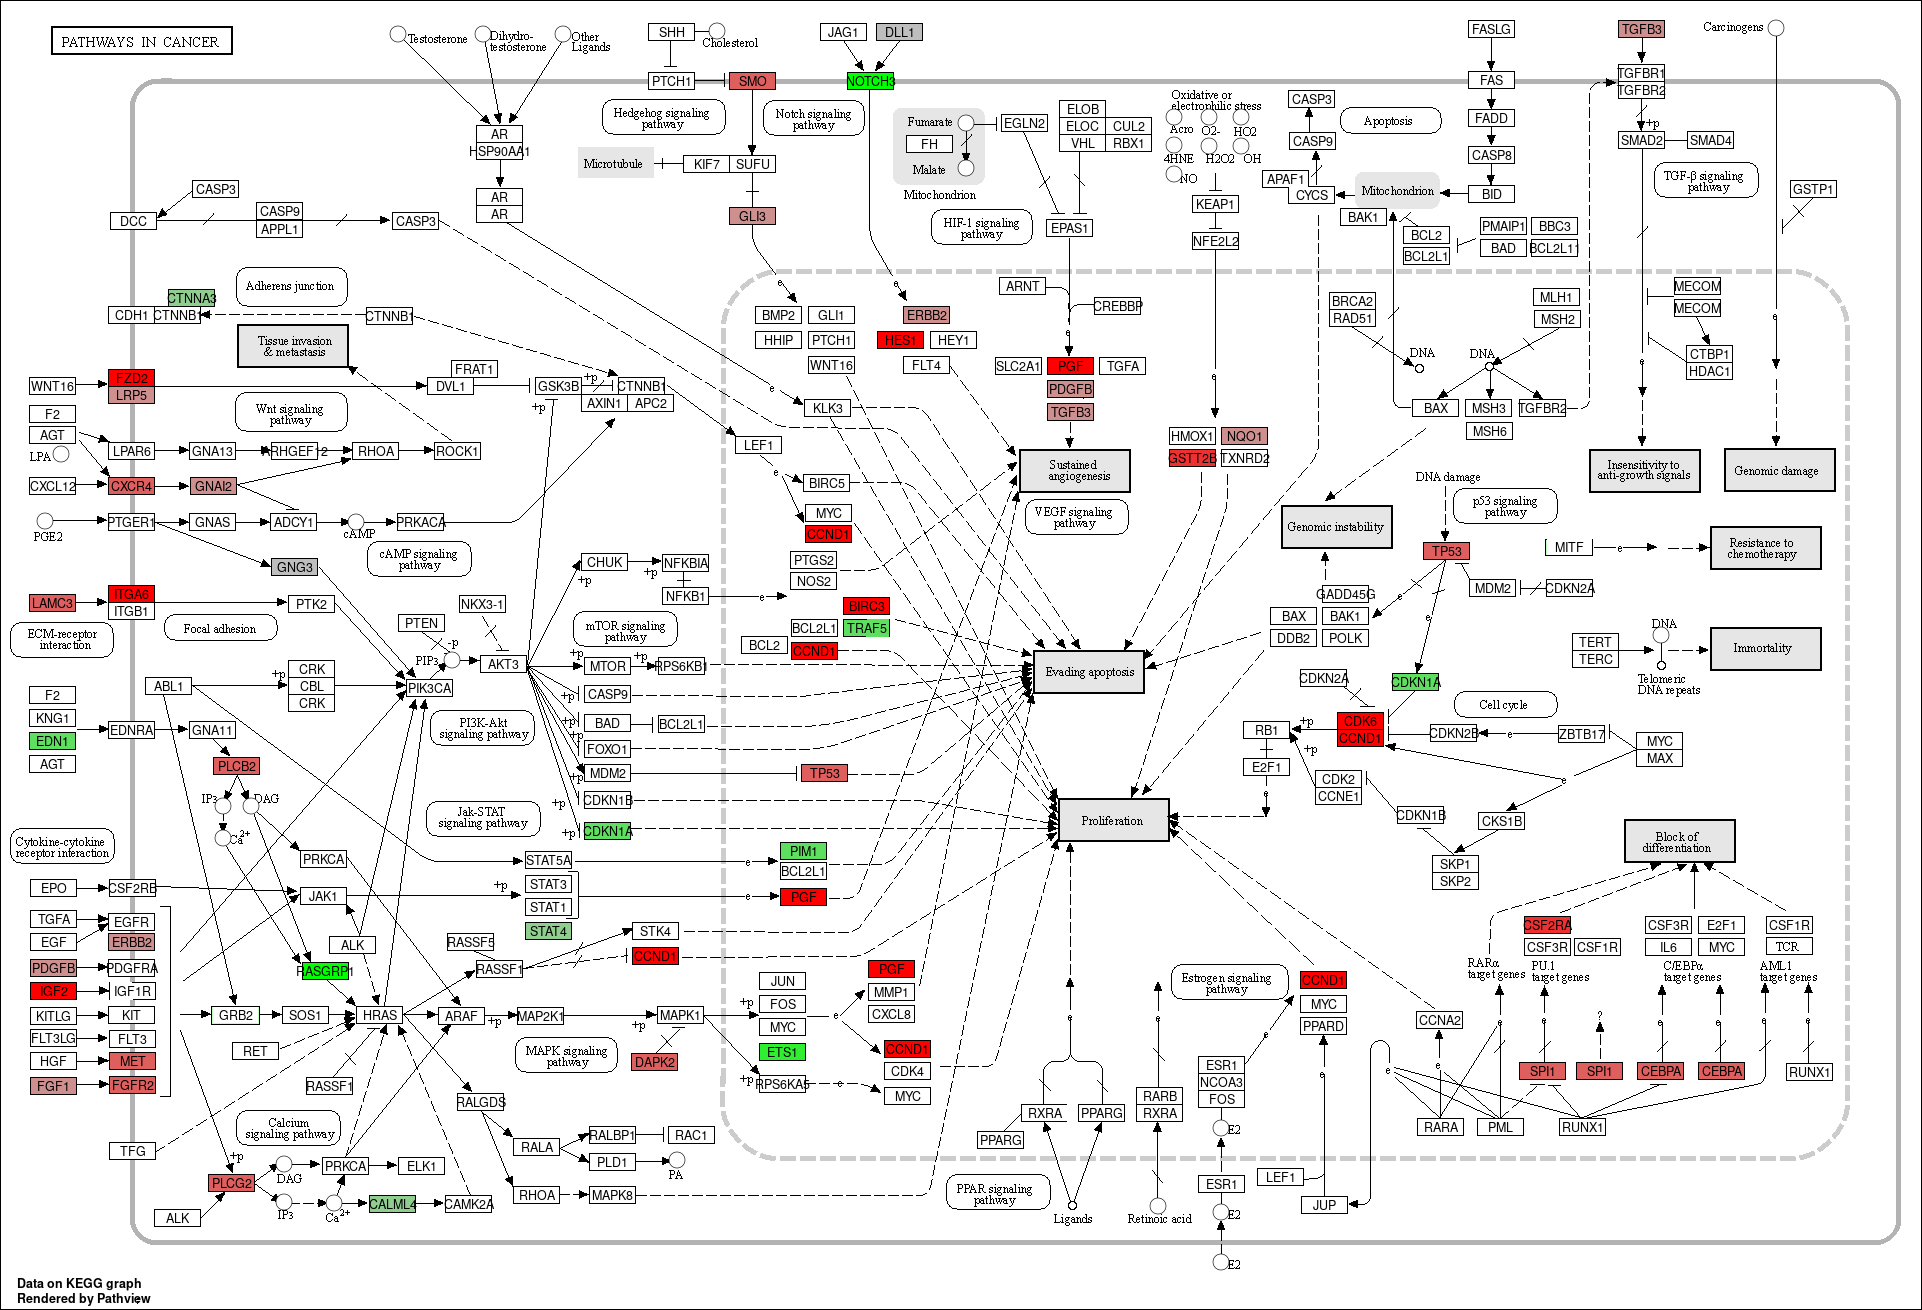 PATHWAYS IN CANCER
Testosterone
Dihydro-
testosterone
Other
Ligands
SHH
Cholesterol
JAG1
DLL1
FASLG
TGFB3
Carcinogens
PTCH1
SMO
NOTCH3
FAS
TGFBR1
TGFBR2
Hedgehog signaling
pathway
Notch signaling
pathway
Oxidative or
electrophilic stress
Acro
O2-
HO2
4HNE
H2O2
OH
NO
CASP3
Apoptosis
FADD
+p
AR
HSP90AA1
Fumarate
FH
Malate
Mitochondrion
EGLN2
ELOB
ELOC
CUL2
VHL
RBX1
CASP9
CASP8
SMAD2
SMAD4
Microtubule
KIF7
SUFU
TGF-β signaling
pathway
AR
AR
CASP3
DCC
CASP9
APPL1
CASP3
GLI3
HIF-1 signaling
pathway
EPAS1
KEAP1
NFE2L2
APAF1
CYCS
Mitochondrion
BID
BAK1
BCL2
BCL2L1
PMAIP1
BBC3
BAD
BCL2L11
GSTP1
Adherens junction
CTNNA3
CDH1
CTNNB1
CTNNB1
Tissue invasion
& metastasis
e
e
BMP2
GLI1
HHIP
PTCH1
WNT16
ERBB2
HES1
HEY1
FLT4
ARNT
CREBBP
e
SLC2A1
PGF
TGFA
PDGFB
TGFB3
BRCA2
RAD51
DNA
MLH1
MSH2
DNA
MECOM
MECOM
CTBP1
HDAC1
e
e
WNT16
FZD2
LRP5
FRAT1
DVL1
GSK3B
+p
CTNNB1
AXIN1
APC2
+p
Wnt signaling
pathway
e
KLK3
e
BAX
MSH3
TGFBR2
MSH6
F2
AGT
LPA
LPAR6
GNA13
ARHGEF12
RHOA
ROCK1
LEF1
e
BIRC5
Sustained
angiogenesis
HMOX1
NQO1
GSTT2B
TXNRD2
Insensitivity to
anti-growth signals
Genomic damage
CXCL12
CXCR4
GNAI2
MYC
CCND1
VEGF signaling
pathway
DNA damage
p53 signaling
pathway
Genomic instability
PGE2
PTGER1
GNAS
ADCY1
cAMP
PRKACA
cAMP signaling
pathway
GNG3
CHUK
+p
+p
NFKBIA
NFKB1
e
PTGS2
NOS2
TP53
MITF
e
Resistance to
chemotherapy
LAMC3
ITGA6
ITGB1
PTK2
NKX3-1
PTEN
-p
PIP3
AKT3
ECM-receptor
interaction
Focal adhesion
mTOR signaling
pathway
BIRC3
BCL2L1
TRAF5
BCL2
CCND1
GADD45G
BAX
BAK1
DDB2
POLK
e
e
MDM2
CDKN2A
TERT
TERC
DNA
Telomeric
DNA repeats
Immortality
+p
MTOR
+p
RPS6KB1
Evading apoptosis
CRK
CBL
CRK
+p
ABL1
PIK3CA
+p
CASP9
CDKN2A
CDKN1A
Cell cycle
F2
KNG1
EDN1
AGT
EDNRA
GNA11
PLCB2
PI3K-Akt
signaling pathway
+p
BAD
BCL2L1
+p
FOXO1
+p
MDM2
TP53
RB1
+p
CDK6
CCND1
CDKN2B
e
ZBTB17
MYC
MAX
+p
E2F1
IP3
DAG
Ca2+
Jak-STAT
signaling pathway
+p
CDKN1B
+p
CDKN1A
Proliferation
CDK2
CCNE1
e
CDKN1B
CKS1B
SKP1
SKP2
Block of
differentiation
Cytokine-cytokine
receptor interaction
PRKCA
STAT5A
e
PIM1
BCL2L1
EPO
CSF2RB
JAK1
+p
STAT3
STAT1
STAT4
e
PGF
TGFA
EGFR
EGF
ERBB2
ALK
RASSF5
RASSF1
STK4
CCND1
CSF2RA
CSF3R
CSF1R
CSF3R
E2F1
IL6
MYC
CSF1R
TCR
PDGFB
PDGFRA
IGF2
IGF1R
RASGRP1
JUN
FOS
MYC
ETS1
PGF
MMP1
CXCL8
Estrogen signaling
pathway
CCND1
MYC
PPARD
RARα
target genes
PU.1
target genes
C/EBPα
target genes
AML1
target genes
KITLG
KIT
GRB2
SOS1
HRAS
ARAF
+p
MAP2K1
+p
MAPK1
+p
e
e
CCNA2
e
e
?
e
e
e
e
FLT3LG
FLT3
HGF
MET
FGF1
FGFR2
RET
RASSF1
MAPK signaling
pathway
DAPK2
+p
RPS6KA5
e
CCND1
CDK4
MYC
e
e
ESR1
NCOA3
FOS
e
e
e
SPI1
SPI1
CEBPA
CEBPA
RUNX1
RALGDS
RXRA
PPARG
PPARG
RARB
RXRA
E2
RARA
PML
RUNX1
Calcium
signaling pathway
TFG
+p
RALA
RALBP1
RAC1
PLD1
PA
PLCG2
DAG
PRKCA
ELK1
IP3
Ca2+
CALML4
CAMK2A
RHOA
MAPK8
ALK
PPAR signaling
pathway
Ligands
Retinoic acid
ESR1
E2
E2
LEF1
JUP
Data on KEGG graph
Rendered by Pathview